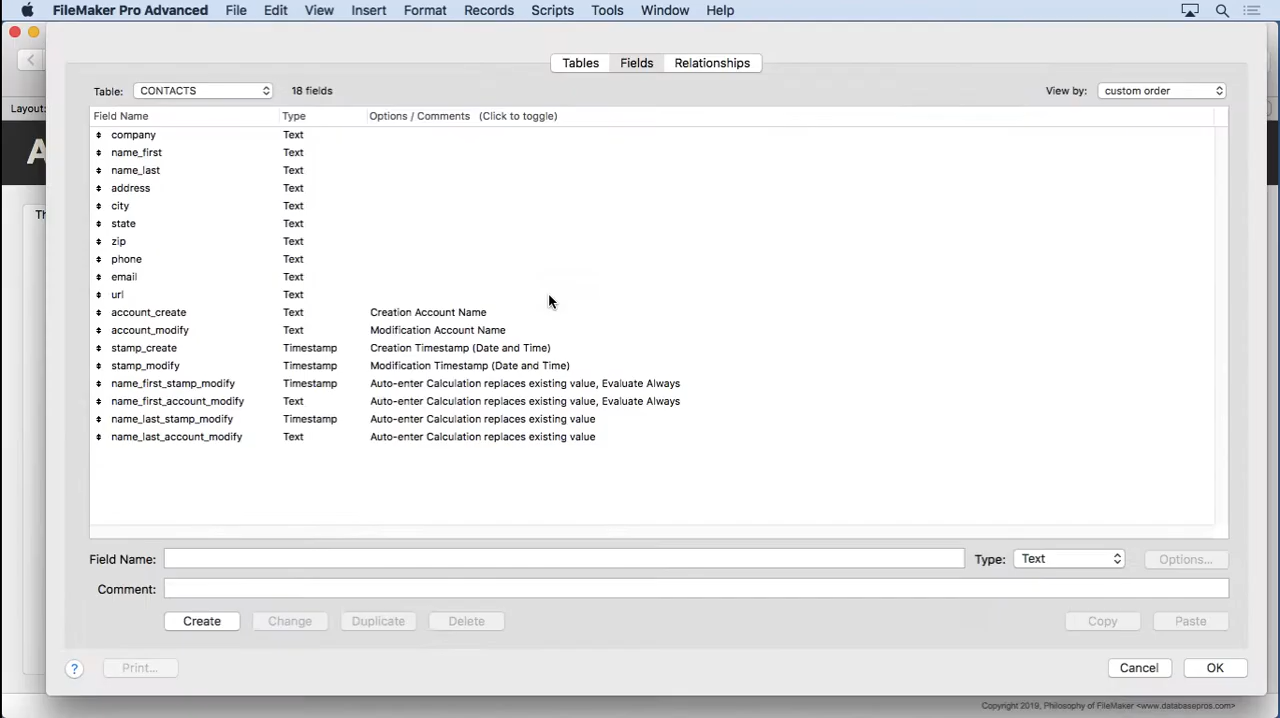 FileMaker Pro Advanced File Edit View Insert Format Records Scripts Tools Window Help
Tables Fields Relationships
Table: CONTACTS 18 fields View by: custom order
Layout:
Field Name Type Options / Comments (Click to toggle)
company Text
name_first Text
name_last Text
address Text
city Text
state Text
zip Text
phone Text
email Text
url Text
account_create Text Creation Account Name
account_modify Text Modification Account Name
stamp_create Timestamp Creation Timestamp (Date and Time)
stamp_modify Timestamp Modification Timestamp (Date and Time)
name_first_stamp_modify Timestamp Auto-enter Calculation replaces existing value, Evaluate Always
name_first_account_modify Text Auto-enter Calculation replaces existing value, Evaluate Always
name_last_stamp_modify Timestamp Auto-enter Calculation replaces existing value
name_last_account_modify Text Auto-enter Calculation replaces existing value
Field Name: Type: Text Options...
Comment:
Create Change Duplicate Delete Copy Paste
? Print... Cancel OK
Copyright 2019, Philosophy of FileMaker <www.databasepros.com>